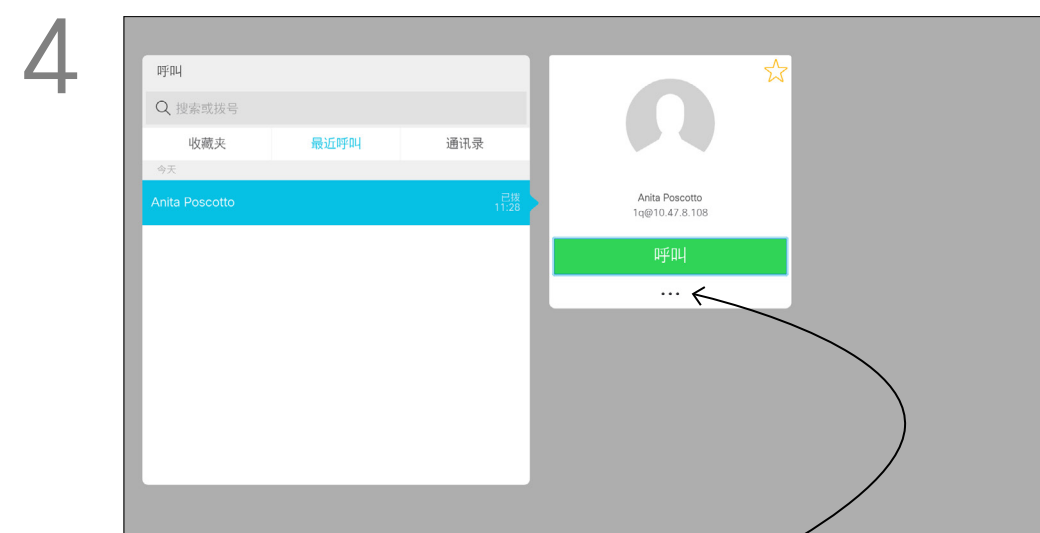 4
呼叫
搜索或拨号
收藏夹 最近呼叫 通讯录
今天
Anita Poscotto
已拨
11:28
Anita Poscotto
1q@10.47.8.108
呼叫
...